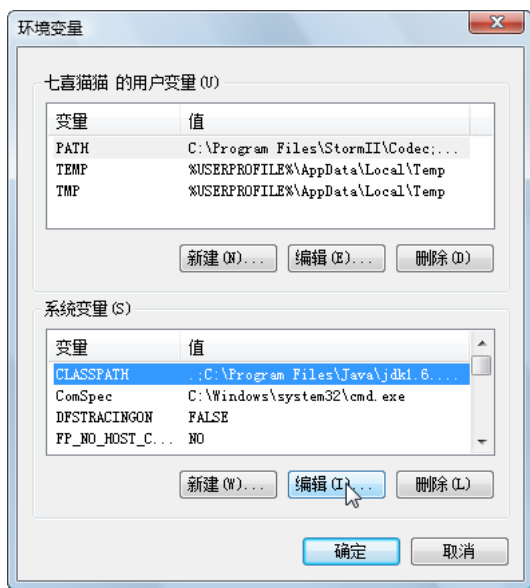 环境变量
七喜猫猫 的用户变量(U)
变量 值
PATH C:\Program Files\StormII\Codec;...
TEMP %USERPROFILE%\AppData\Local\Temp
TMP %USERPROFILE%\AppData\Local\Temp
新建(N)... 编辑(E)... 删除(D)
系统变量(S)
变量 值
CLASSPATH .;C:\Program Files\Java\jdk1.6....
ComSpec C:\Windows\system32\cmd.exe
DFSTRACINGON FALSE
FP_NO_HOST_C... NO
新建(W)... 编辑(I)... 删除(L)
确定 取消